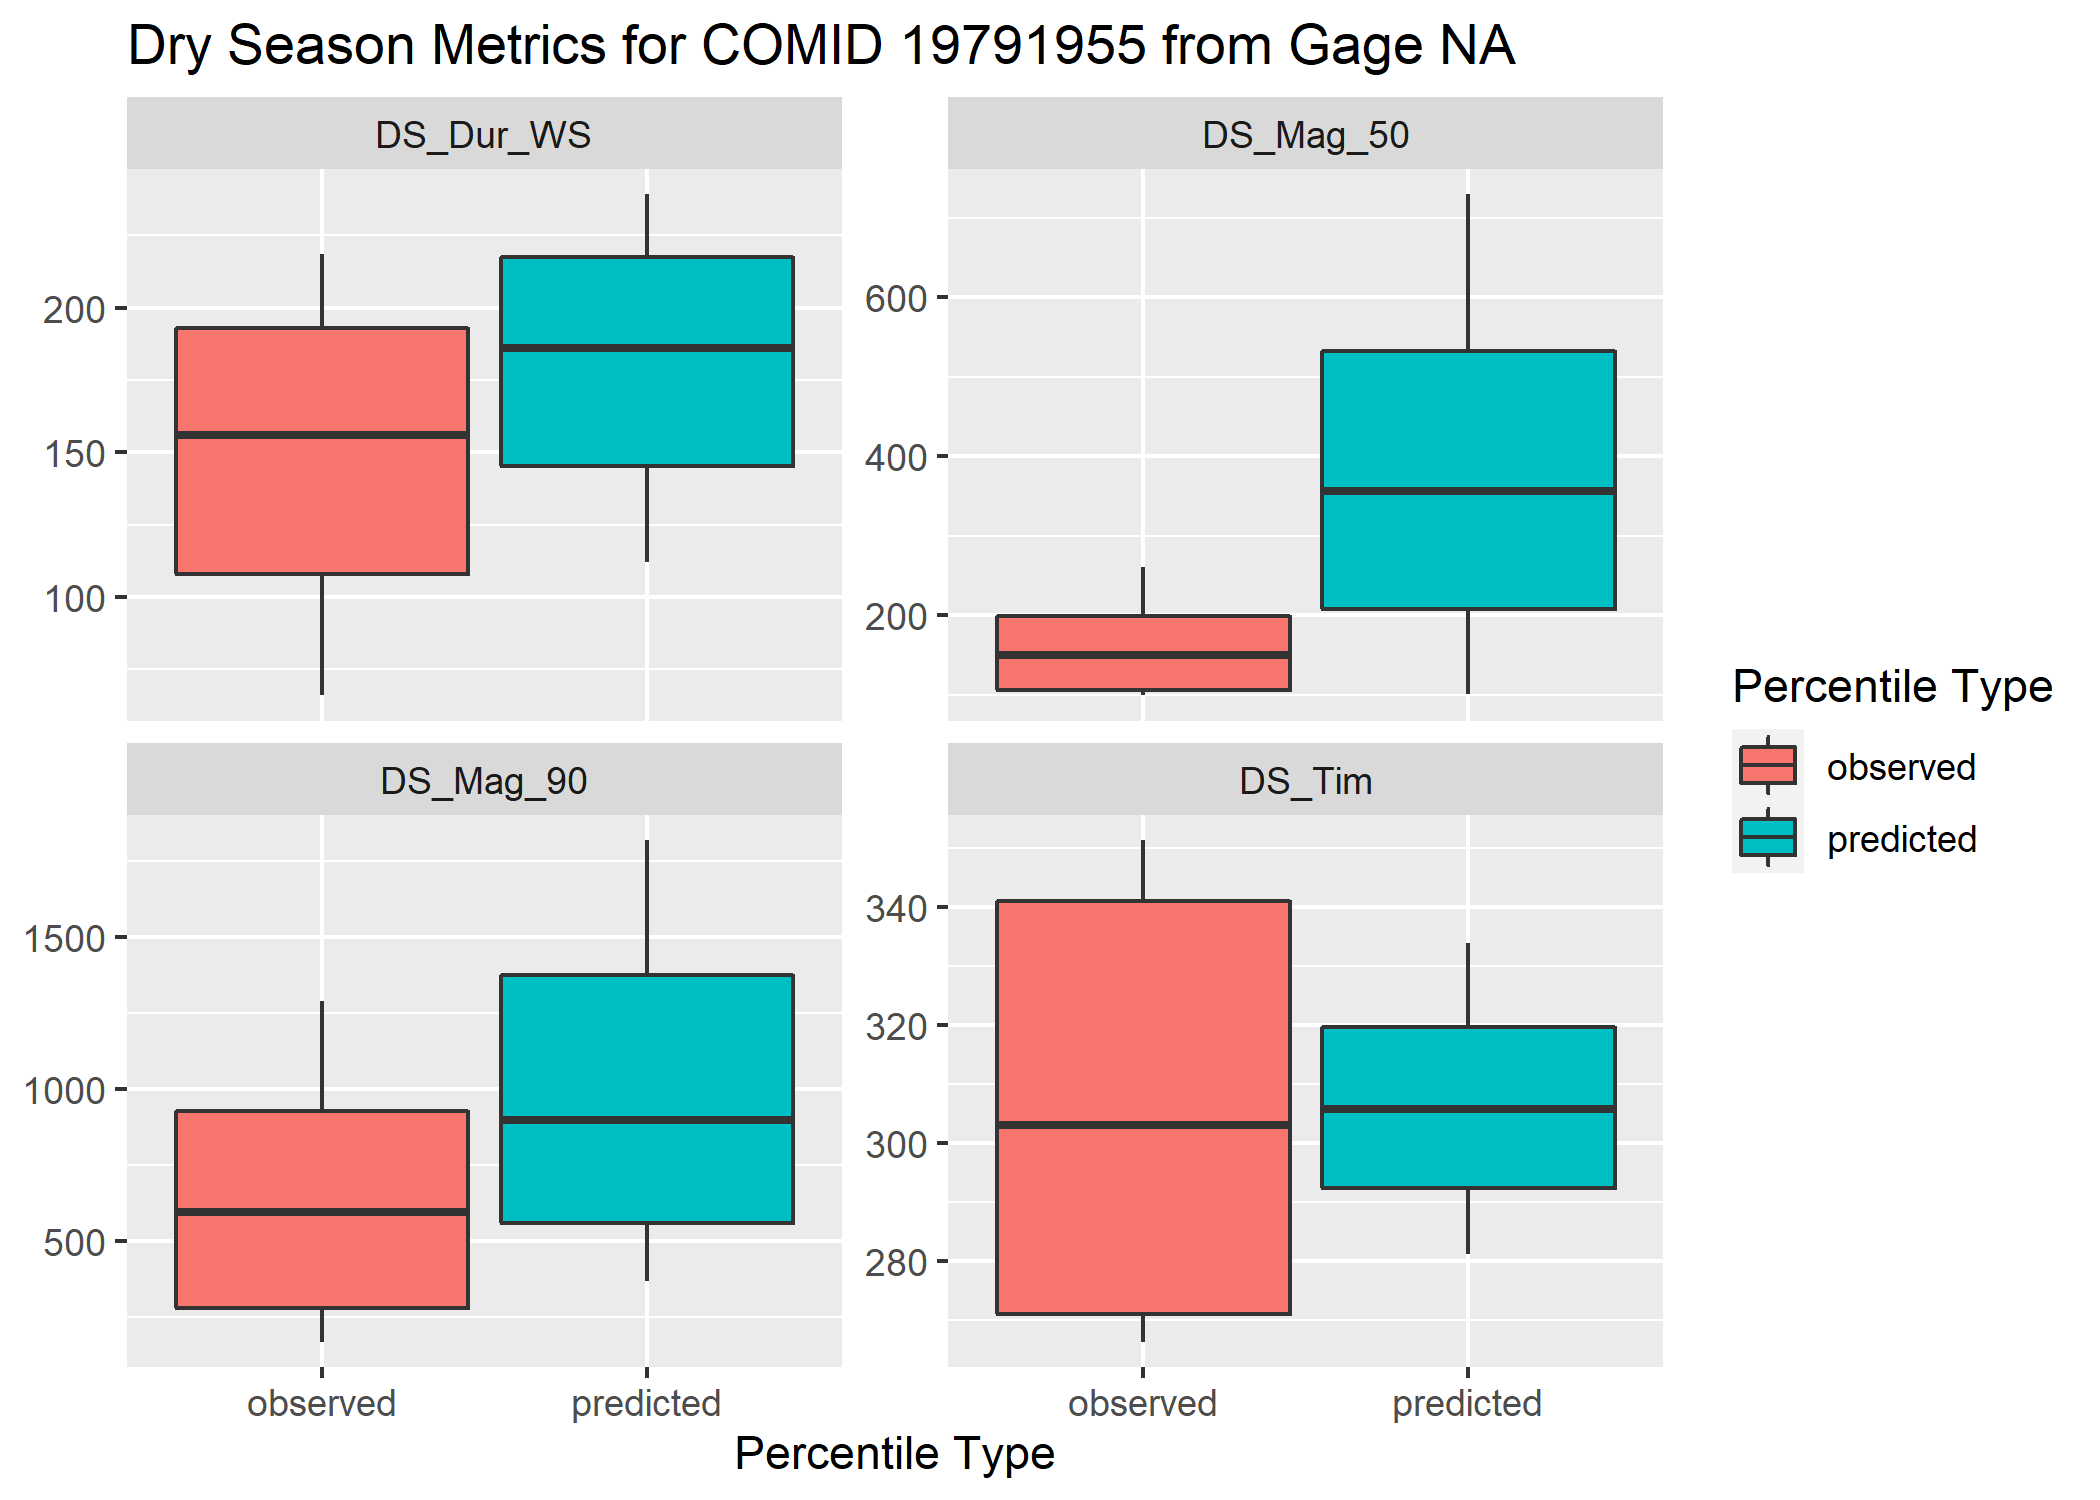 Dry Season Metrics for COMID 19791955 from Gage NA
DS_Dur_WS
DS_Mag_50
200
150
100
600
400
200
DS_Mag_90
DS_Tim
1500
1000
500
340
320
300
280
observed
predicted
observed
predicted
Percentile Type
Percentile Type
observed
predicted